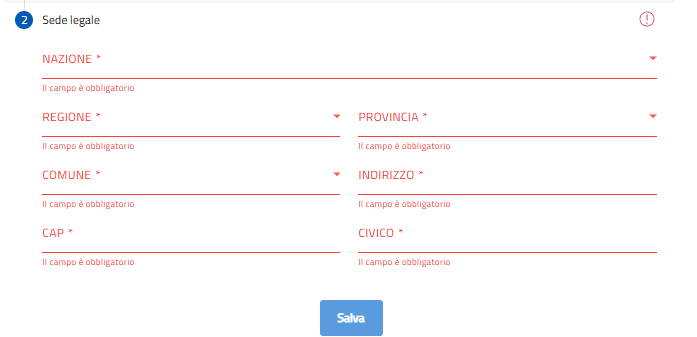 2 Sede legale
NAZIONE *
Il campo è obbligatorio
REGIONE * PROVINCIA *
Il campo è obbligatorio Il campo è obbligatorio
COMUNE * INDIRIZZO *
Il campo è obbligatorio Il campo è obbligatorio
CAP * CIVICO *
Il campo è obbligatorio Il campo è obbligatorio
Salva